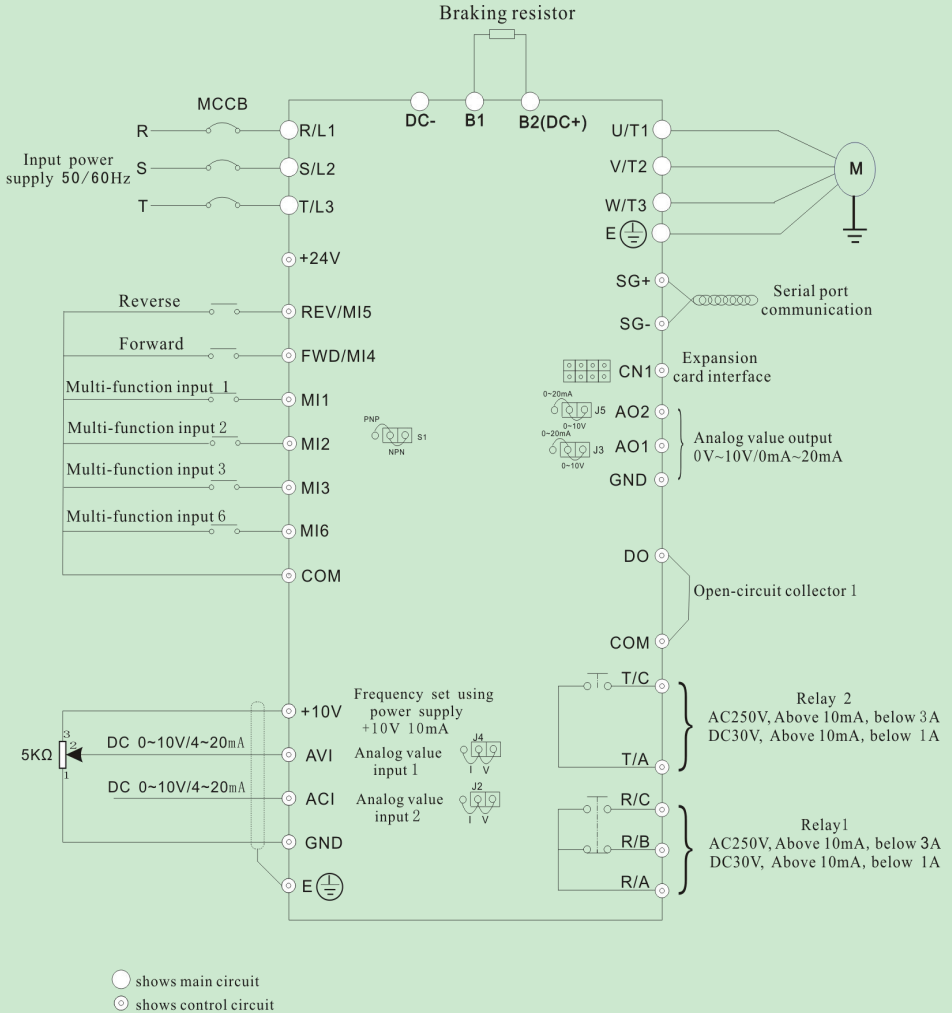 Braking resistor
MCCB
DC-
B1
B2(DC+)
R
R/L1
U/T1
Input power
supply 50/60Hz
S
S/L2
V/T2
M
T
T/L3
W/T3
E
+24V
SG+
Serial port
communication
Reverse
REV/MI5
SG-
Forward
FWD/MI4
CN1
Expansion
card interface
Multi-function input 1
MI1
0~20mA
J5
0~10V
AO2
Multi-function input 2
MI2
PNP
S1
NPN
0~20mA
J3
0~10V
AO1
Analog value output
0V~10V/0mA~20mA
Multi-function input 3
MI3
GND
Multi-function input 6
MI6
DO
COM
Open-circuit collector 1
COM
T/C
Relay 2
AC250V, Above 10mA, below 3A
DC30V, Above 10mA, below 1A
T/A
+10V
Frequency set using
power supply
+10V 10mA
5KΩ
3
2
1
DC 0~10V/4~20mA
AVI
Analog value
input 1
J4
I V
DC 0~10V/4~20mA
ACI
Analog value
input 2
J2
I V
R/C
Relay1
AC250V, Above 10mA, below 3A
DC30V, Above 10mA, below 1A
R/B
GND
R/A
E
shows main circuit
shows control circuit